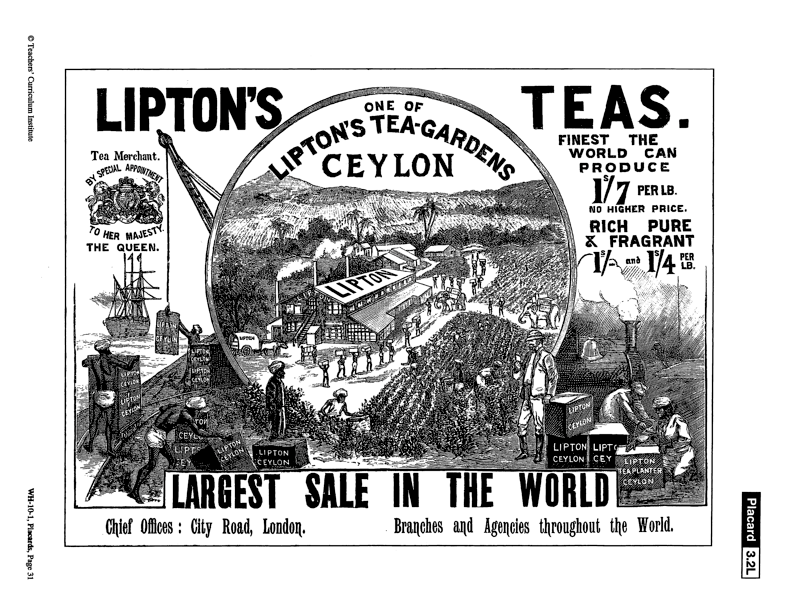 © Teachers' Curriculum Institute
LIPTON'S TEAS.
Tea Merchant.
BY SPECIAL APPOINTMENT
TO HER MAJESTY
THE QUEEN.
ONE OF
LIPTON'S TEA-GARDENS
CEYLON
FINEST THE
WORLD CAN
PRODUCE
1s/7 PER LB.
NO HIGHER PRICE.
RICH PURE
& FRAGRANT
1s/- and 1s/4 PER LB.
LIPTON
LIPTON
LIPTON
CEYLON
LIPTON
CEYLON
LIPTON
CEYLON
LIPTON
CEYLON
LIPTON
CEYLON
LIPTON
TEA PLANTER
CEYLON
LARGEST SALE IN THE WORLD
Chief Offices: City Road, London.
Branches and Agencies throughout the World.
WH-10-1, Placards, Page 31
Placard 3.2L